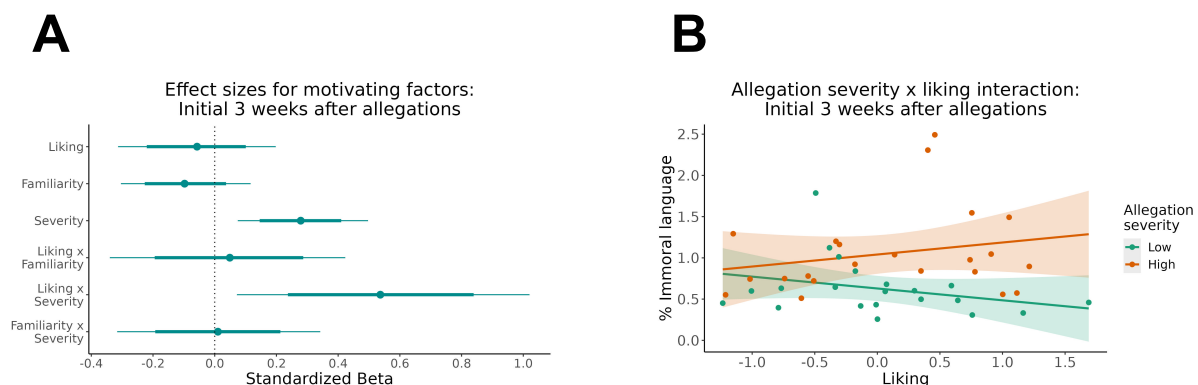 A
Effect sizes for motivating factors:
Initial 3 weeks after allegations
Liking
Familiarity
Severity
Liking x
Familiarity
Liking x
Severity
Familiarity x
Severity
-0.4 -0.2 0.0 0.2 0.4 0.6 0.8 1.0
Standardized Beta
B
Allegation severity x liking interaction:
Initial 3 weeks after allegations
% Immoral language
2.5
2.0
1.5
1.0
0.5
0.0
-1.0 -0.5 0.0 0.5 1.0 1.5
Liking
Allegation
severity
Low
High